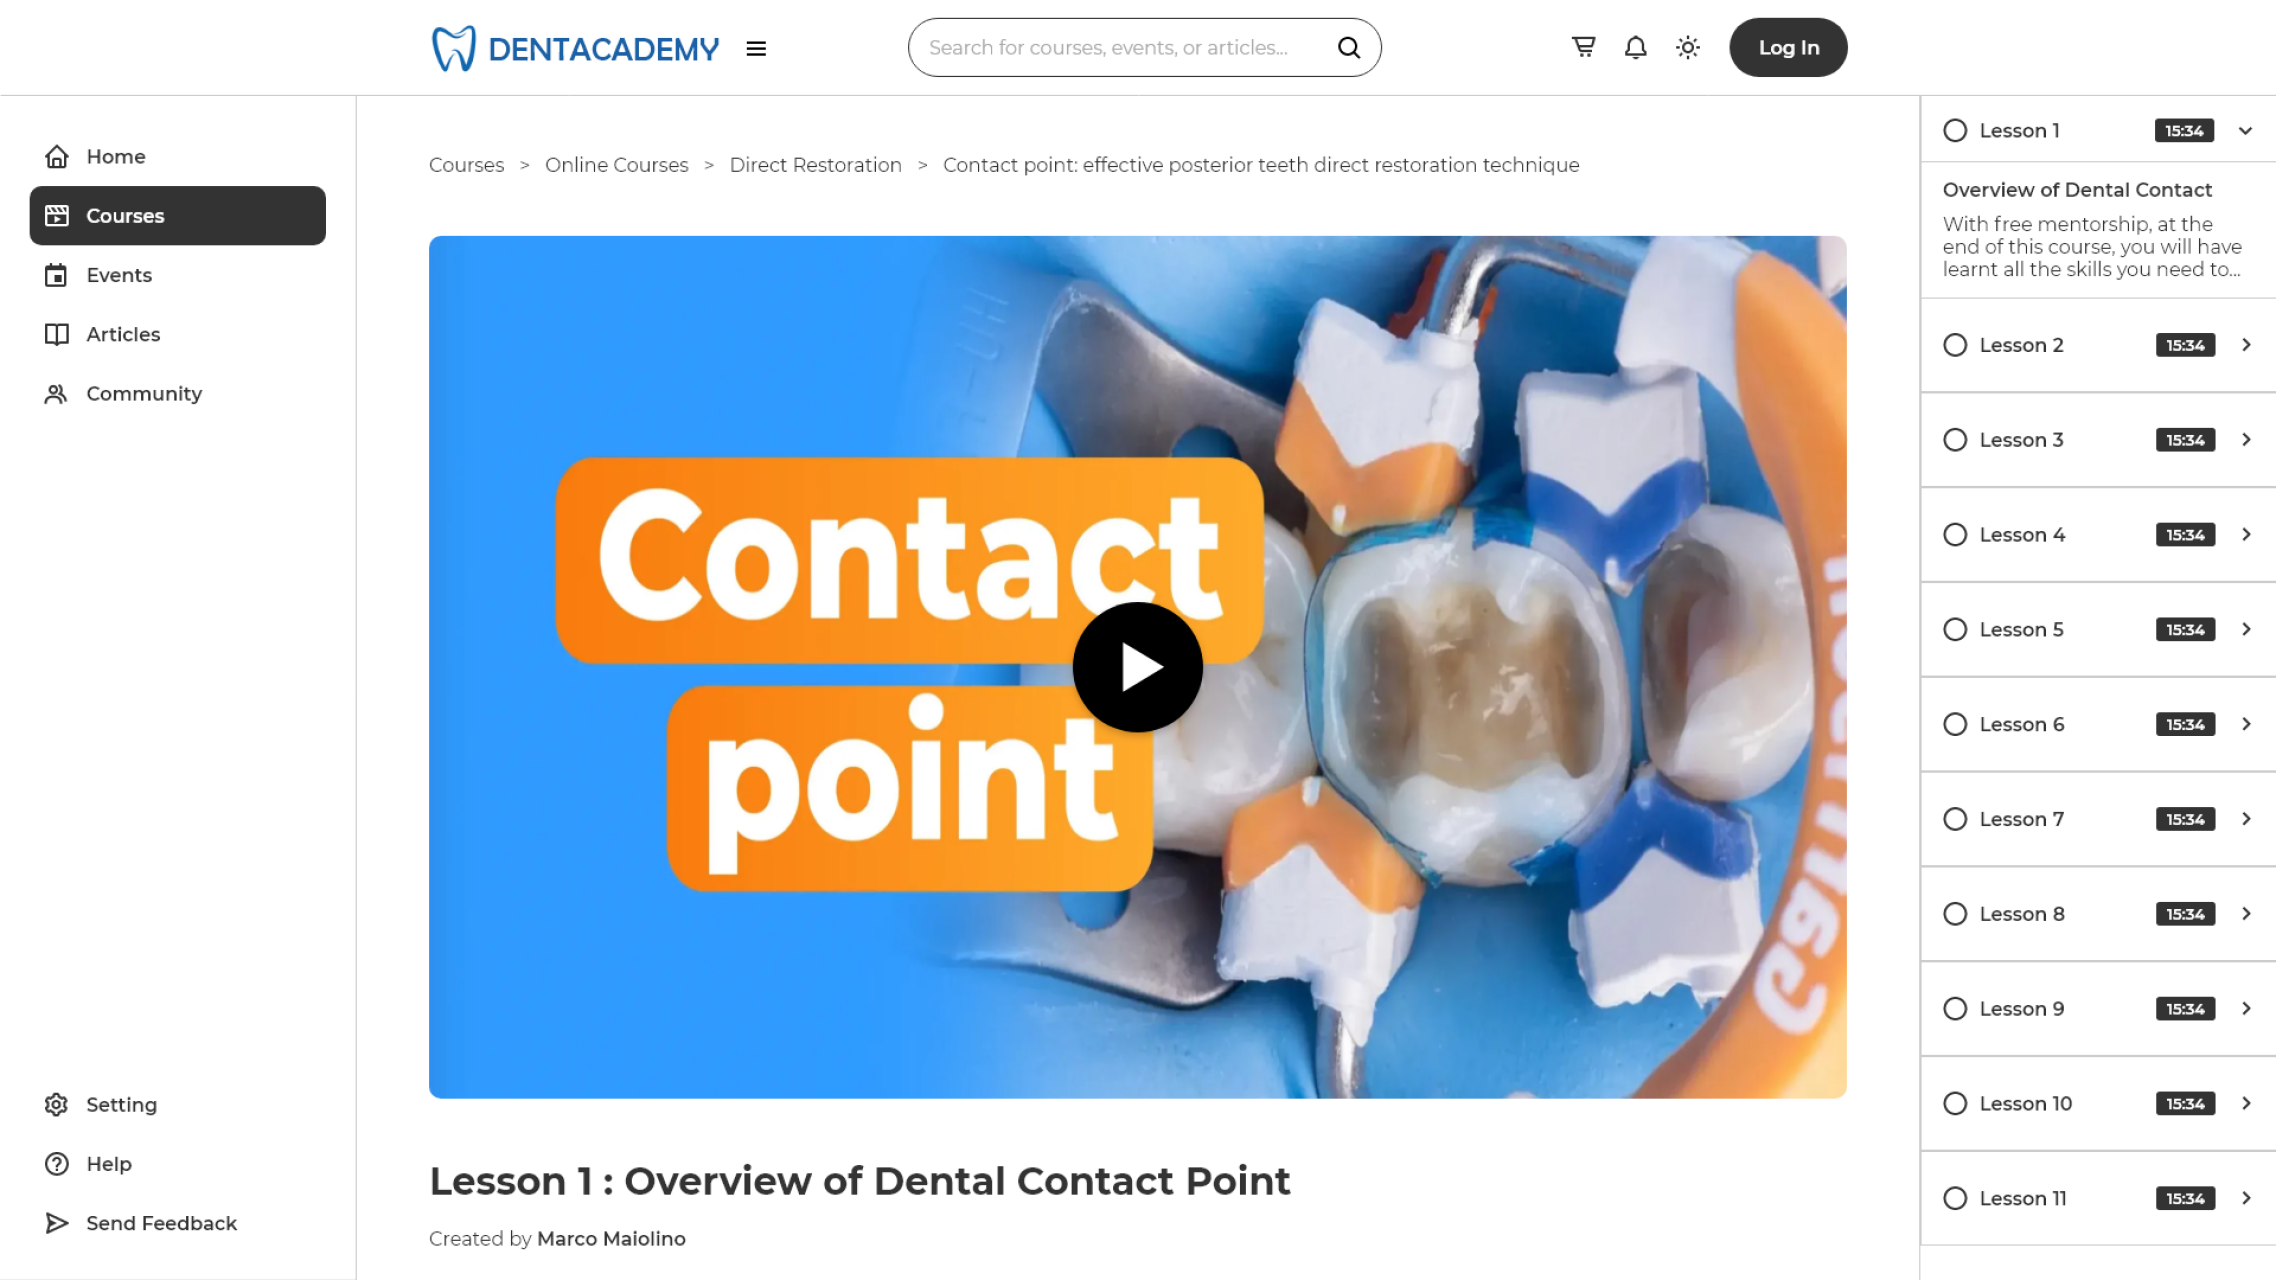 DENTACADEMY
Search for courses, events, or articles...
Log In
Home
Courses
Events
Articles
Community
Setting
Help
Send Feedback
Courses > Online Courses > Direct Restoration > Contact point: effective posterior teeth direct restoration technique
Contact
point
Lesson 1 : Overview of Dental Contact Point
Created by Marco Maiolino
Lesson 1 15:34
Overview of Dental Contact
With free mentorship, at the
end of this course, you will have
learnt all the skills you need to...
Lesson 2 15:34
Lesson 3 15:34
Lesson 4 15:34
Lesson 5 15:34
Lesson 6 15:34
Lesson 7 15:34
Lesson 8 15:34
Lesson 9 15:34
Lesson 10 15:34
Lesson 11 15:34